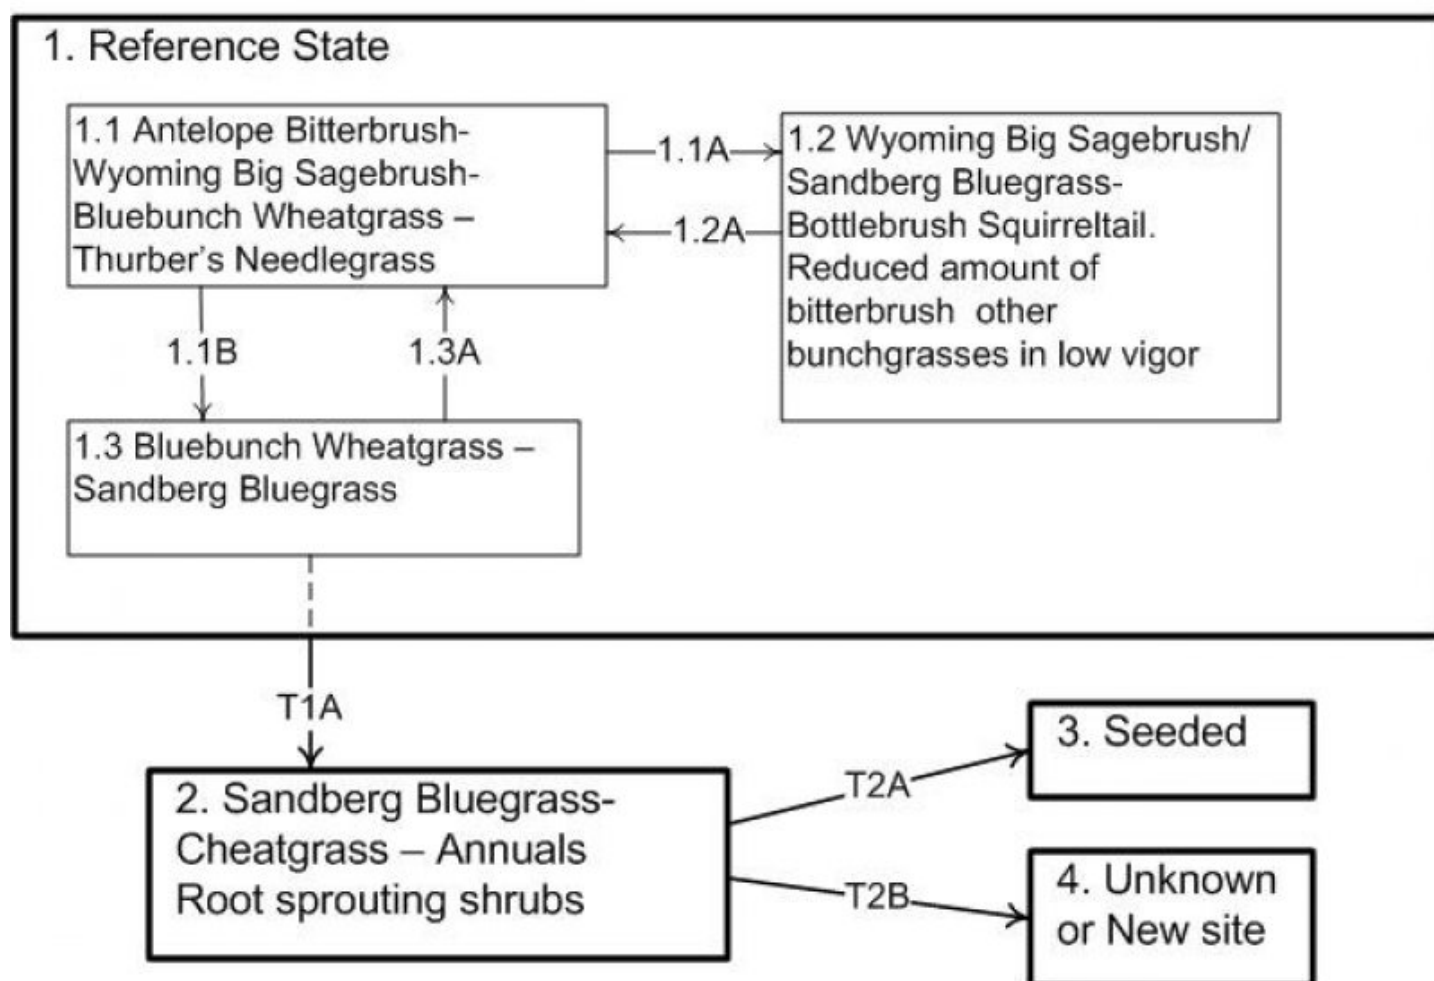 1. Reference State
1.1 Antelope Bitterbrush-
Wyoming Big Sagebrush-
Bluebunch Wheatgrass –
Thurber's Needlegrass
1.1A
1.2A
1.2 Wyoming Big Sagebrush/
Sandberg Bluegrass-
Bottlebrush Squirreltail.
Reduced amount of
bitterbrush other
bunchgrasses in low vigor
1.1B
1.3A
1.3 Bluebunch Wheatgrass –
Sandberg Bluegrass
T1A
2. Sandberg Bluegrass-
Cheatgrass – Annuals
Root sprouting shrubs
T2A
T2B
3. Seeded
4. Unknown
or New site